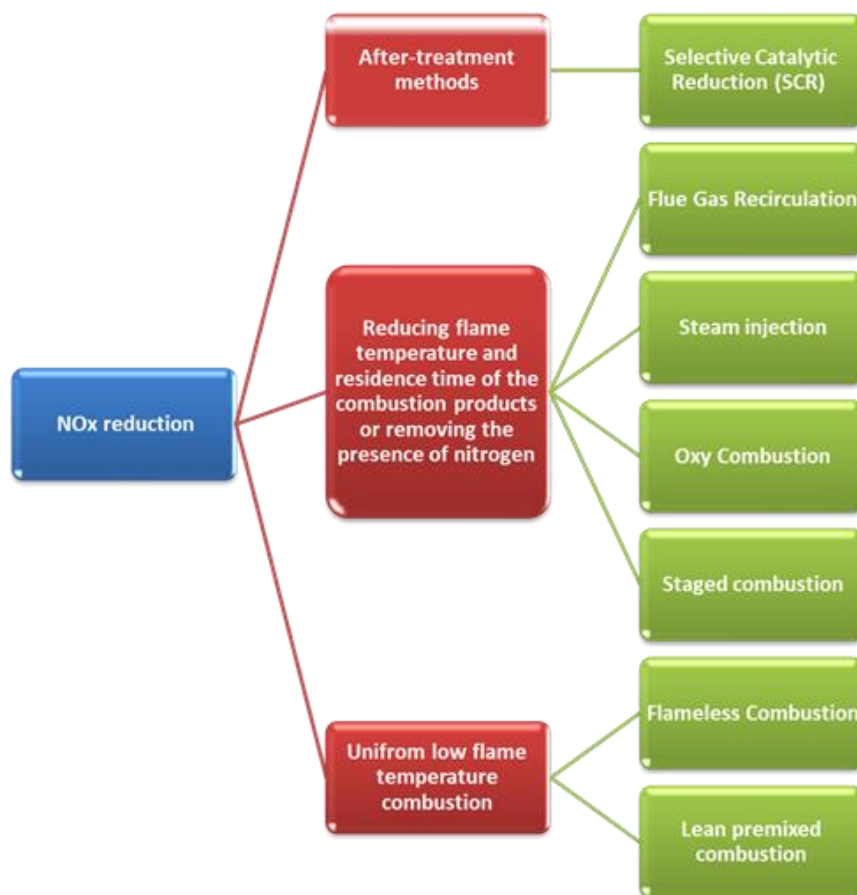 After-treatment
methods
Selective Catalytic
Reduction (SCR)
Flue Gas Recirculation
Reducing flame
temperature and
residence time of the
combustion products
or removing the
presence of nitrogen
Steam injection
NOx reduction
Oxy Combustion
Staged combustion
Unifrom low flame
temperature
combustion
Flameless Combustion
Lean premixed
combustion